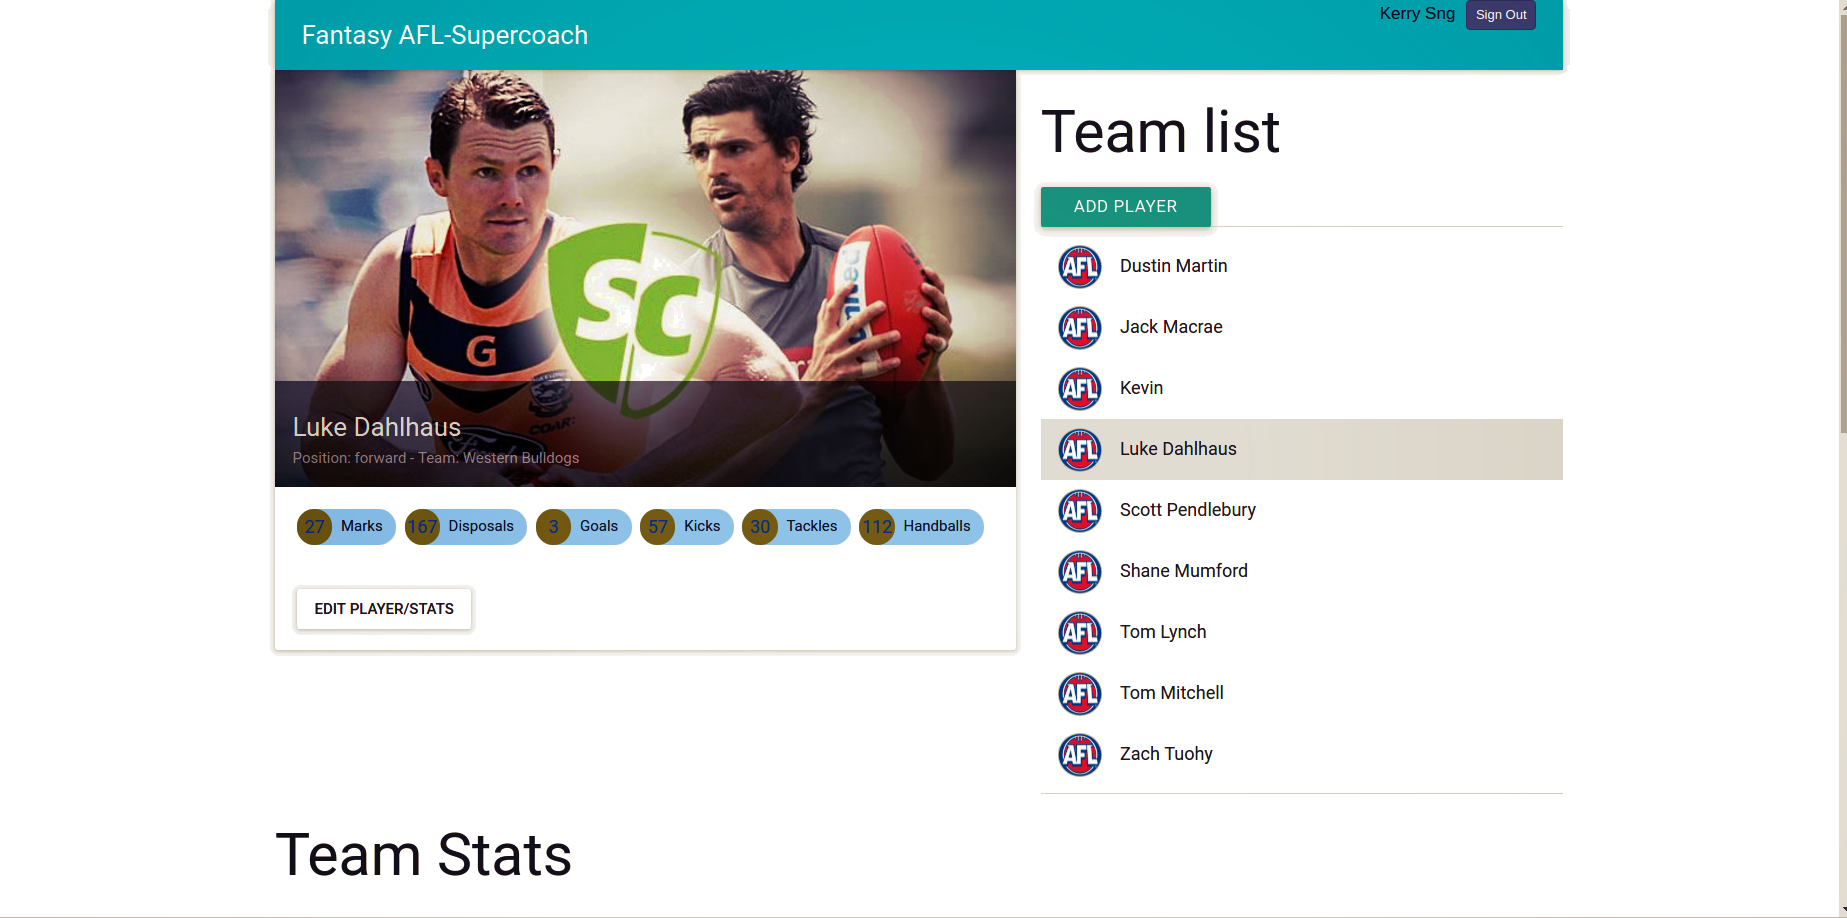 Fantasy AFL-Supercoach
Kerry Sng
Sign Out
G
SC
Luke Dahlhaus
Position: forward - Team: Western Bulldogs
27 Marks
167 Disposals
3 Goals
57 Kicks
30 Tackles
112 Handballs
EDIT PLAYER/STATS
Team list
ADD PLAYER
AFL Dustin Martin
AFL Jack Macrae
AFL Kevin
AFL Luke Dahlhaus
AFL Scott Pendlebury
AFL Shane Mumford
AFL Tom Lynch
AFL Tom Mitchell
AFL Zach Tuohy
Team Stats